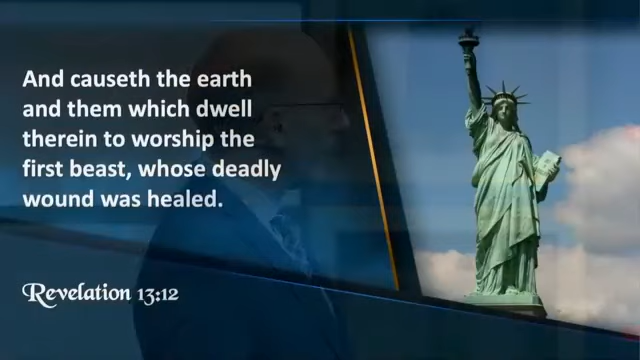 And causeth the earth
and them which dwell
therein to worship the
first beast, whose deadly
wound was healed.
Revelation 13:12